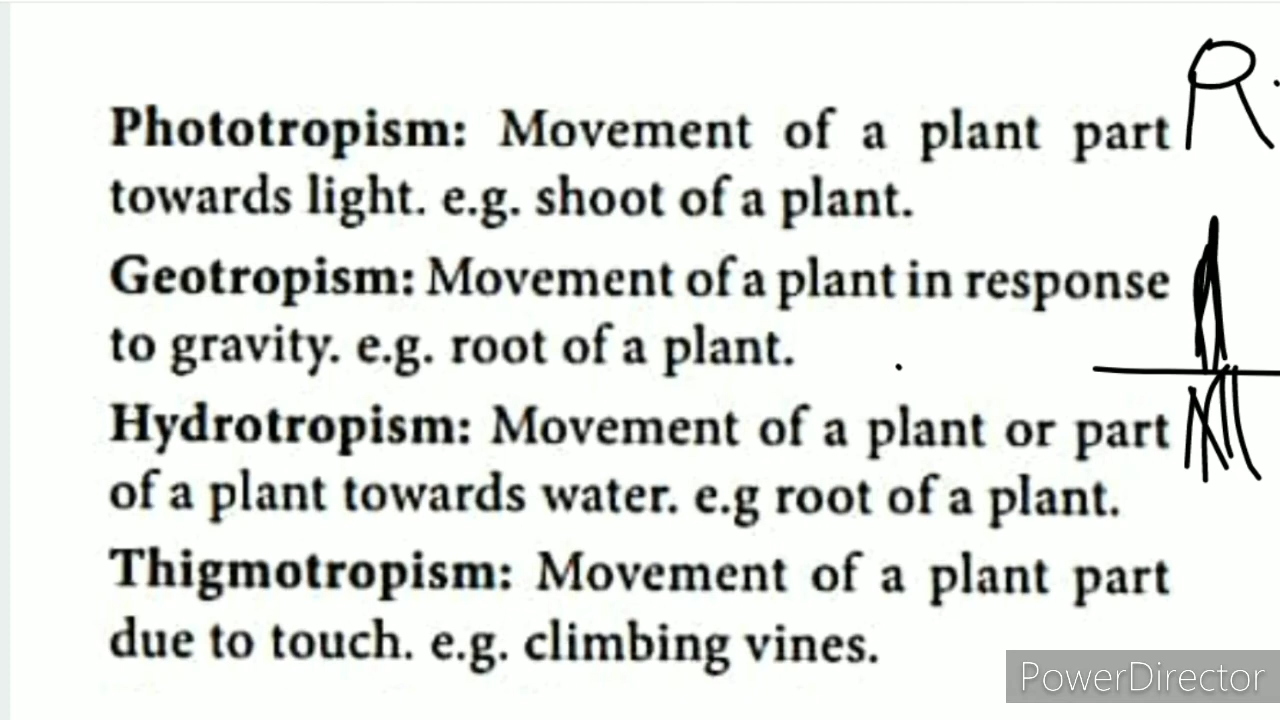 Phototropism: Movement of a plant part
towards light. e.g. shoot of a plant.
Geotropism: Movement of a plant in response
to gravity. e.g. root of a plant.
Hydrotropism: Movement of a plant or part
of a plant towards water. e.g root of a plant.
Thigmotropism: Movement of a plant part
due to touch. e.g. climbing vines.
R.
PowerDirector